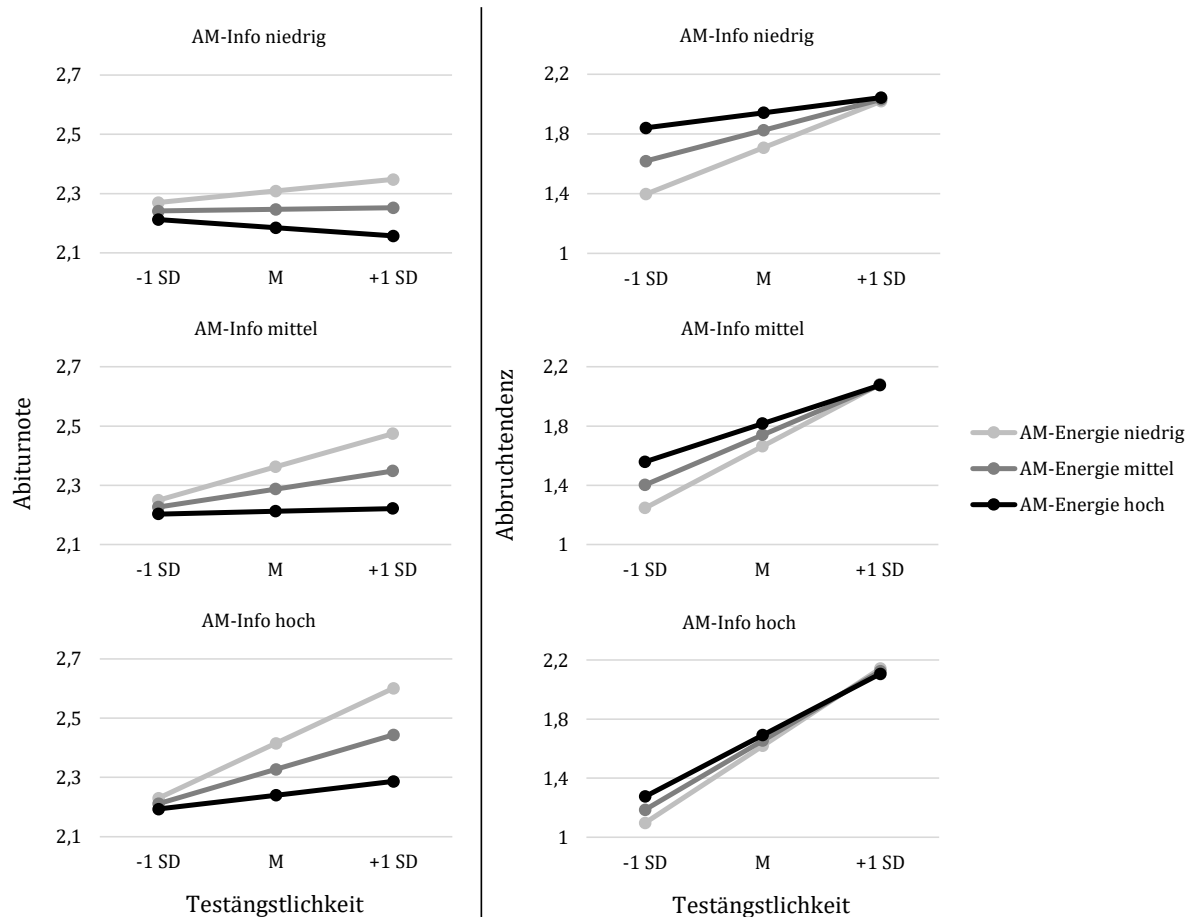 AM-Info niedrig
2,7
2,5
2,3
2,1
-1 SD M +1 SD
AM-Info mittel
2,7
2,5
2,3
2,1
-1 SD M +1 SD
AM-Info hoch
2,7
2,5
2,3
2,1
-1 SD M +1 SD
Abiturnote
Testängstlichkeit
AM-Info niedrig
2,2
1,8
1,4
1
-1 SD M +1 SD
AM-Info mittel
2,2
1,8
1,4
1
-1 SD M +1 SD
AM-Info hoch
2,2
1,8
1,4
1
-1 SD M +1 SD
Abbruchtendenz
Testängstlichkeit
AM-Energie niedrig
AM-Energie mittel
AM-Energie hoch